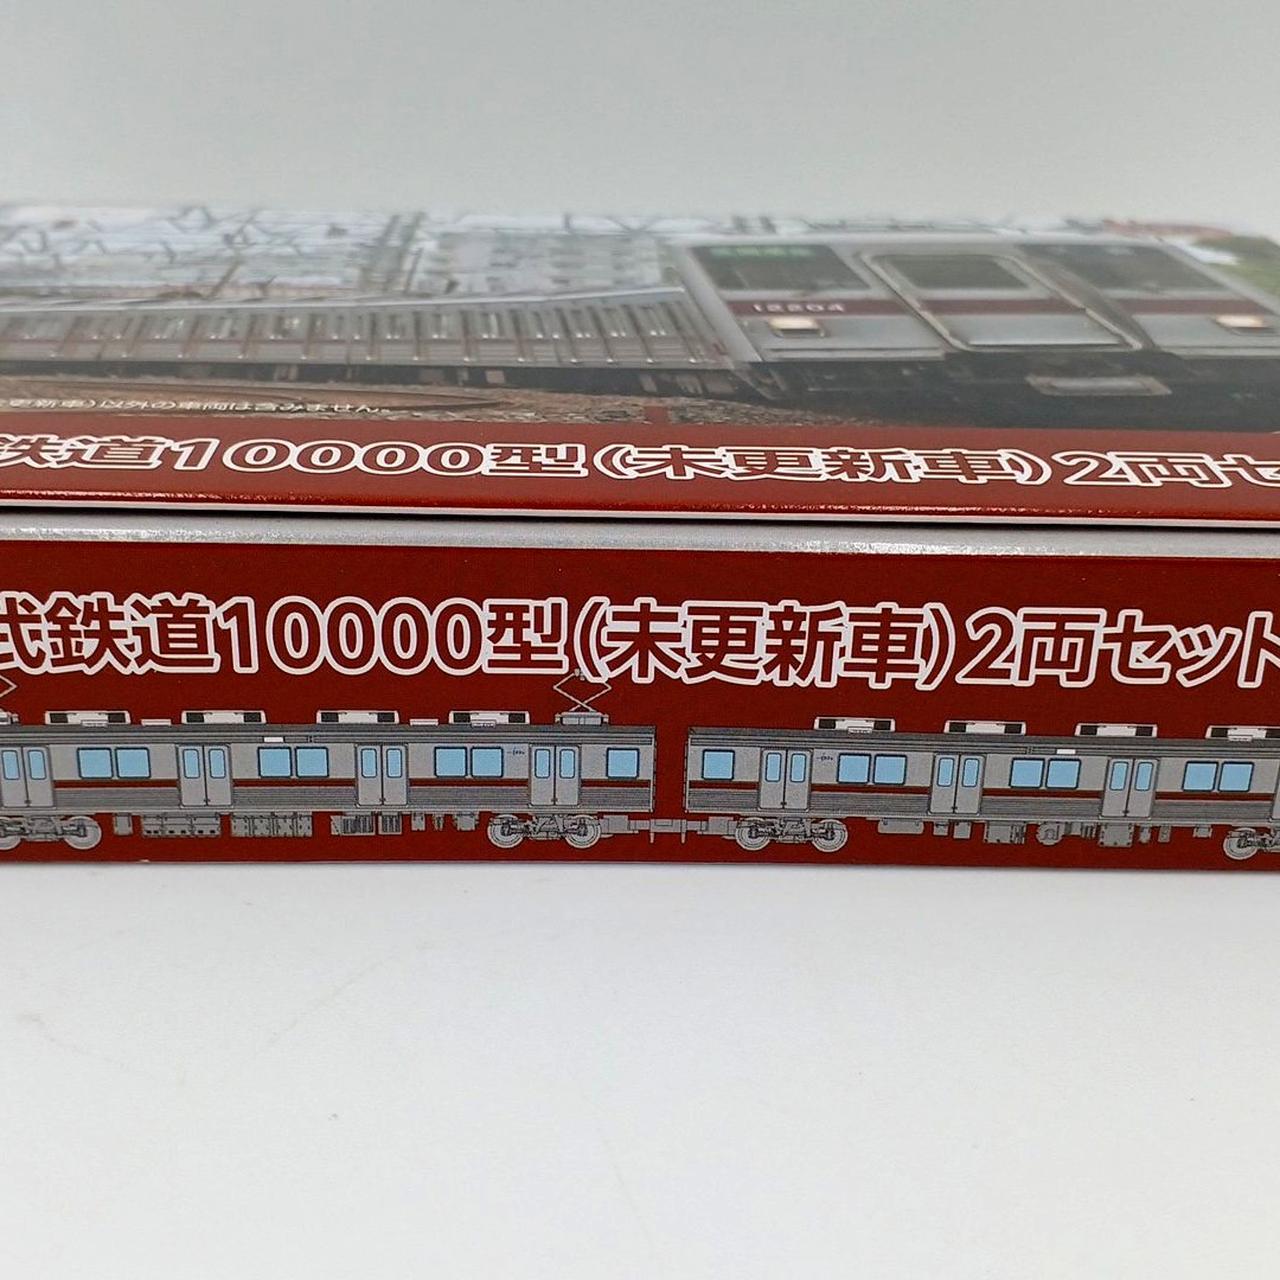 12204
更新車)以外の車両は含みません。
鉄道10000型(未更新車)2両セ
武鉄道10000型(未更新車)2両セット